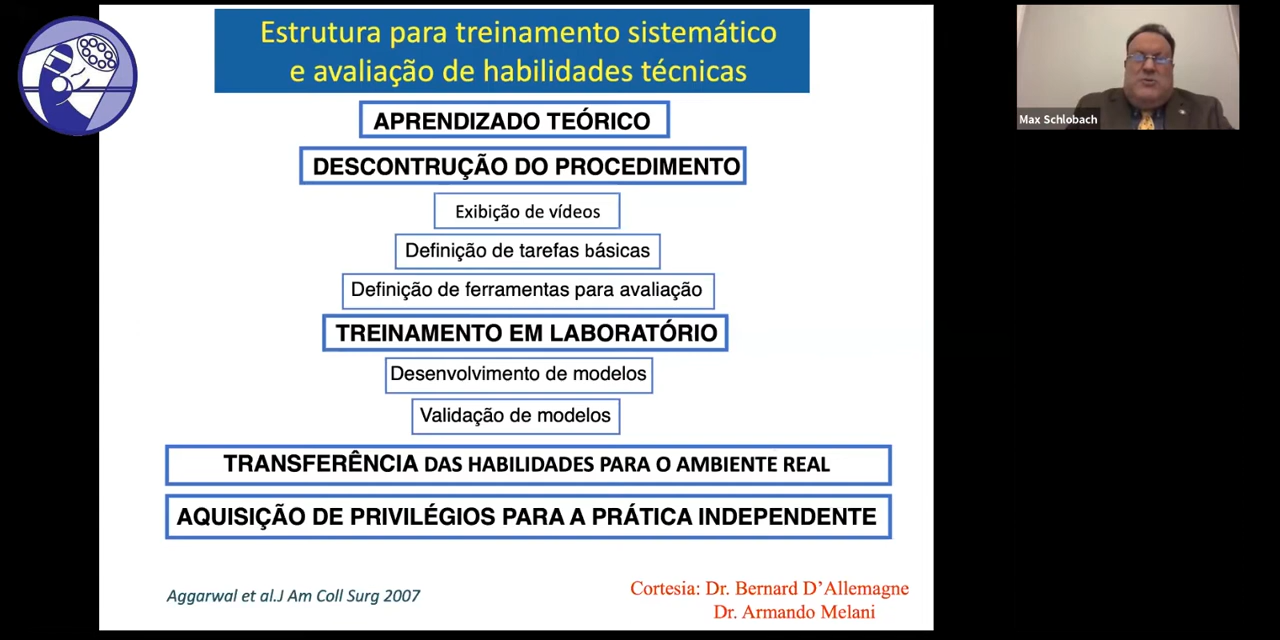 Estrutura para treinamento sistemático
e avaliação de habilidades técnicas
APRENDIZADO TEÓRICO
DESCONTRUÇÃO DO PROCEDIMENTO
Exibição de vídeos
Definição de tarefas básicas
Definição de ferramentas para avaliação
TREINAMENTO EM LABORATÓRIO
Desenvolvimento de modelos
Validação de modelos
TRANSFERÊNCIA DAS HABILIDADES PARA O AMBIENTE REAL
AQUISIÇÃO DE PRIVILÉGIOS PARA A PRÁTICA INDEPENDENTE
Aggarwal et al.J Am Coll Surg 2007
Cortesia: Dr. Bernard D’Allemagne
Dr. Armando Melani
Max Schlobach